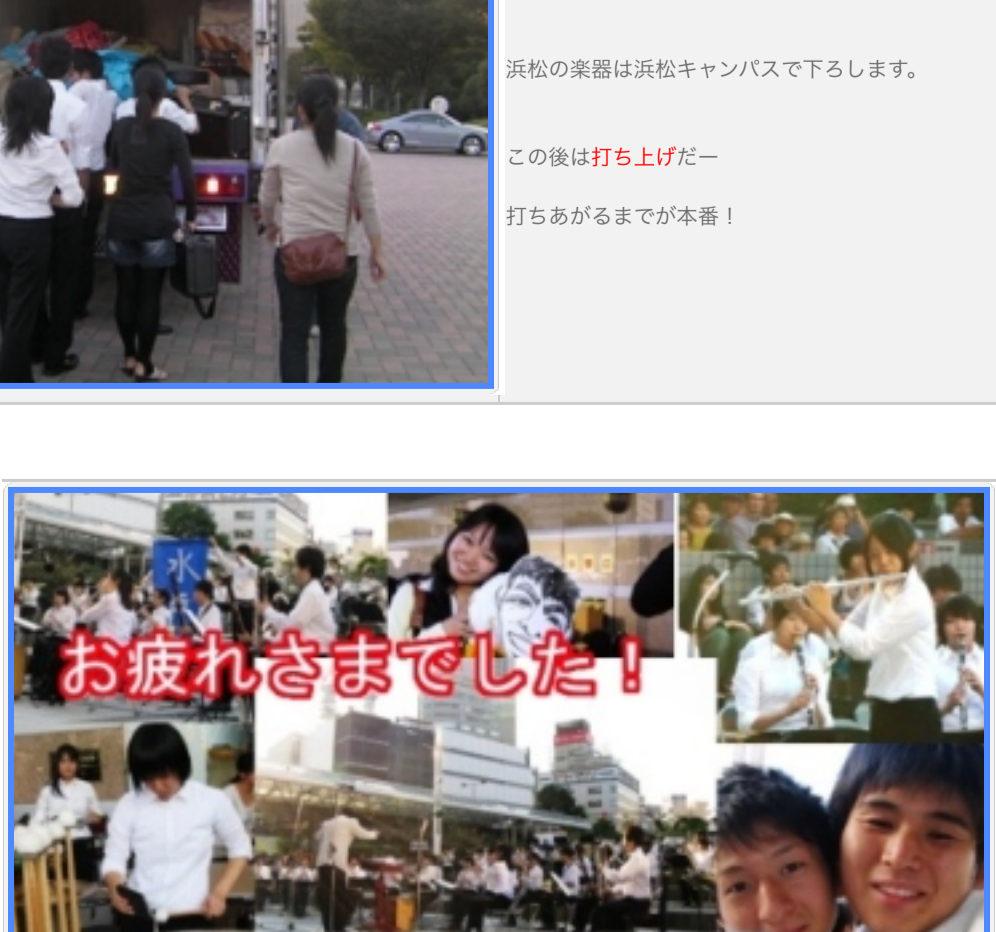 浜松の楽器は浜松キャンパスで下ろします。
この後は打ち上げだー
打ちあがるまでが本番！
水
お疲れさまでした！